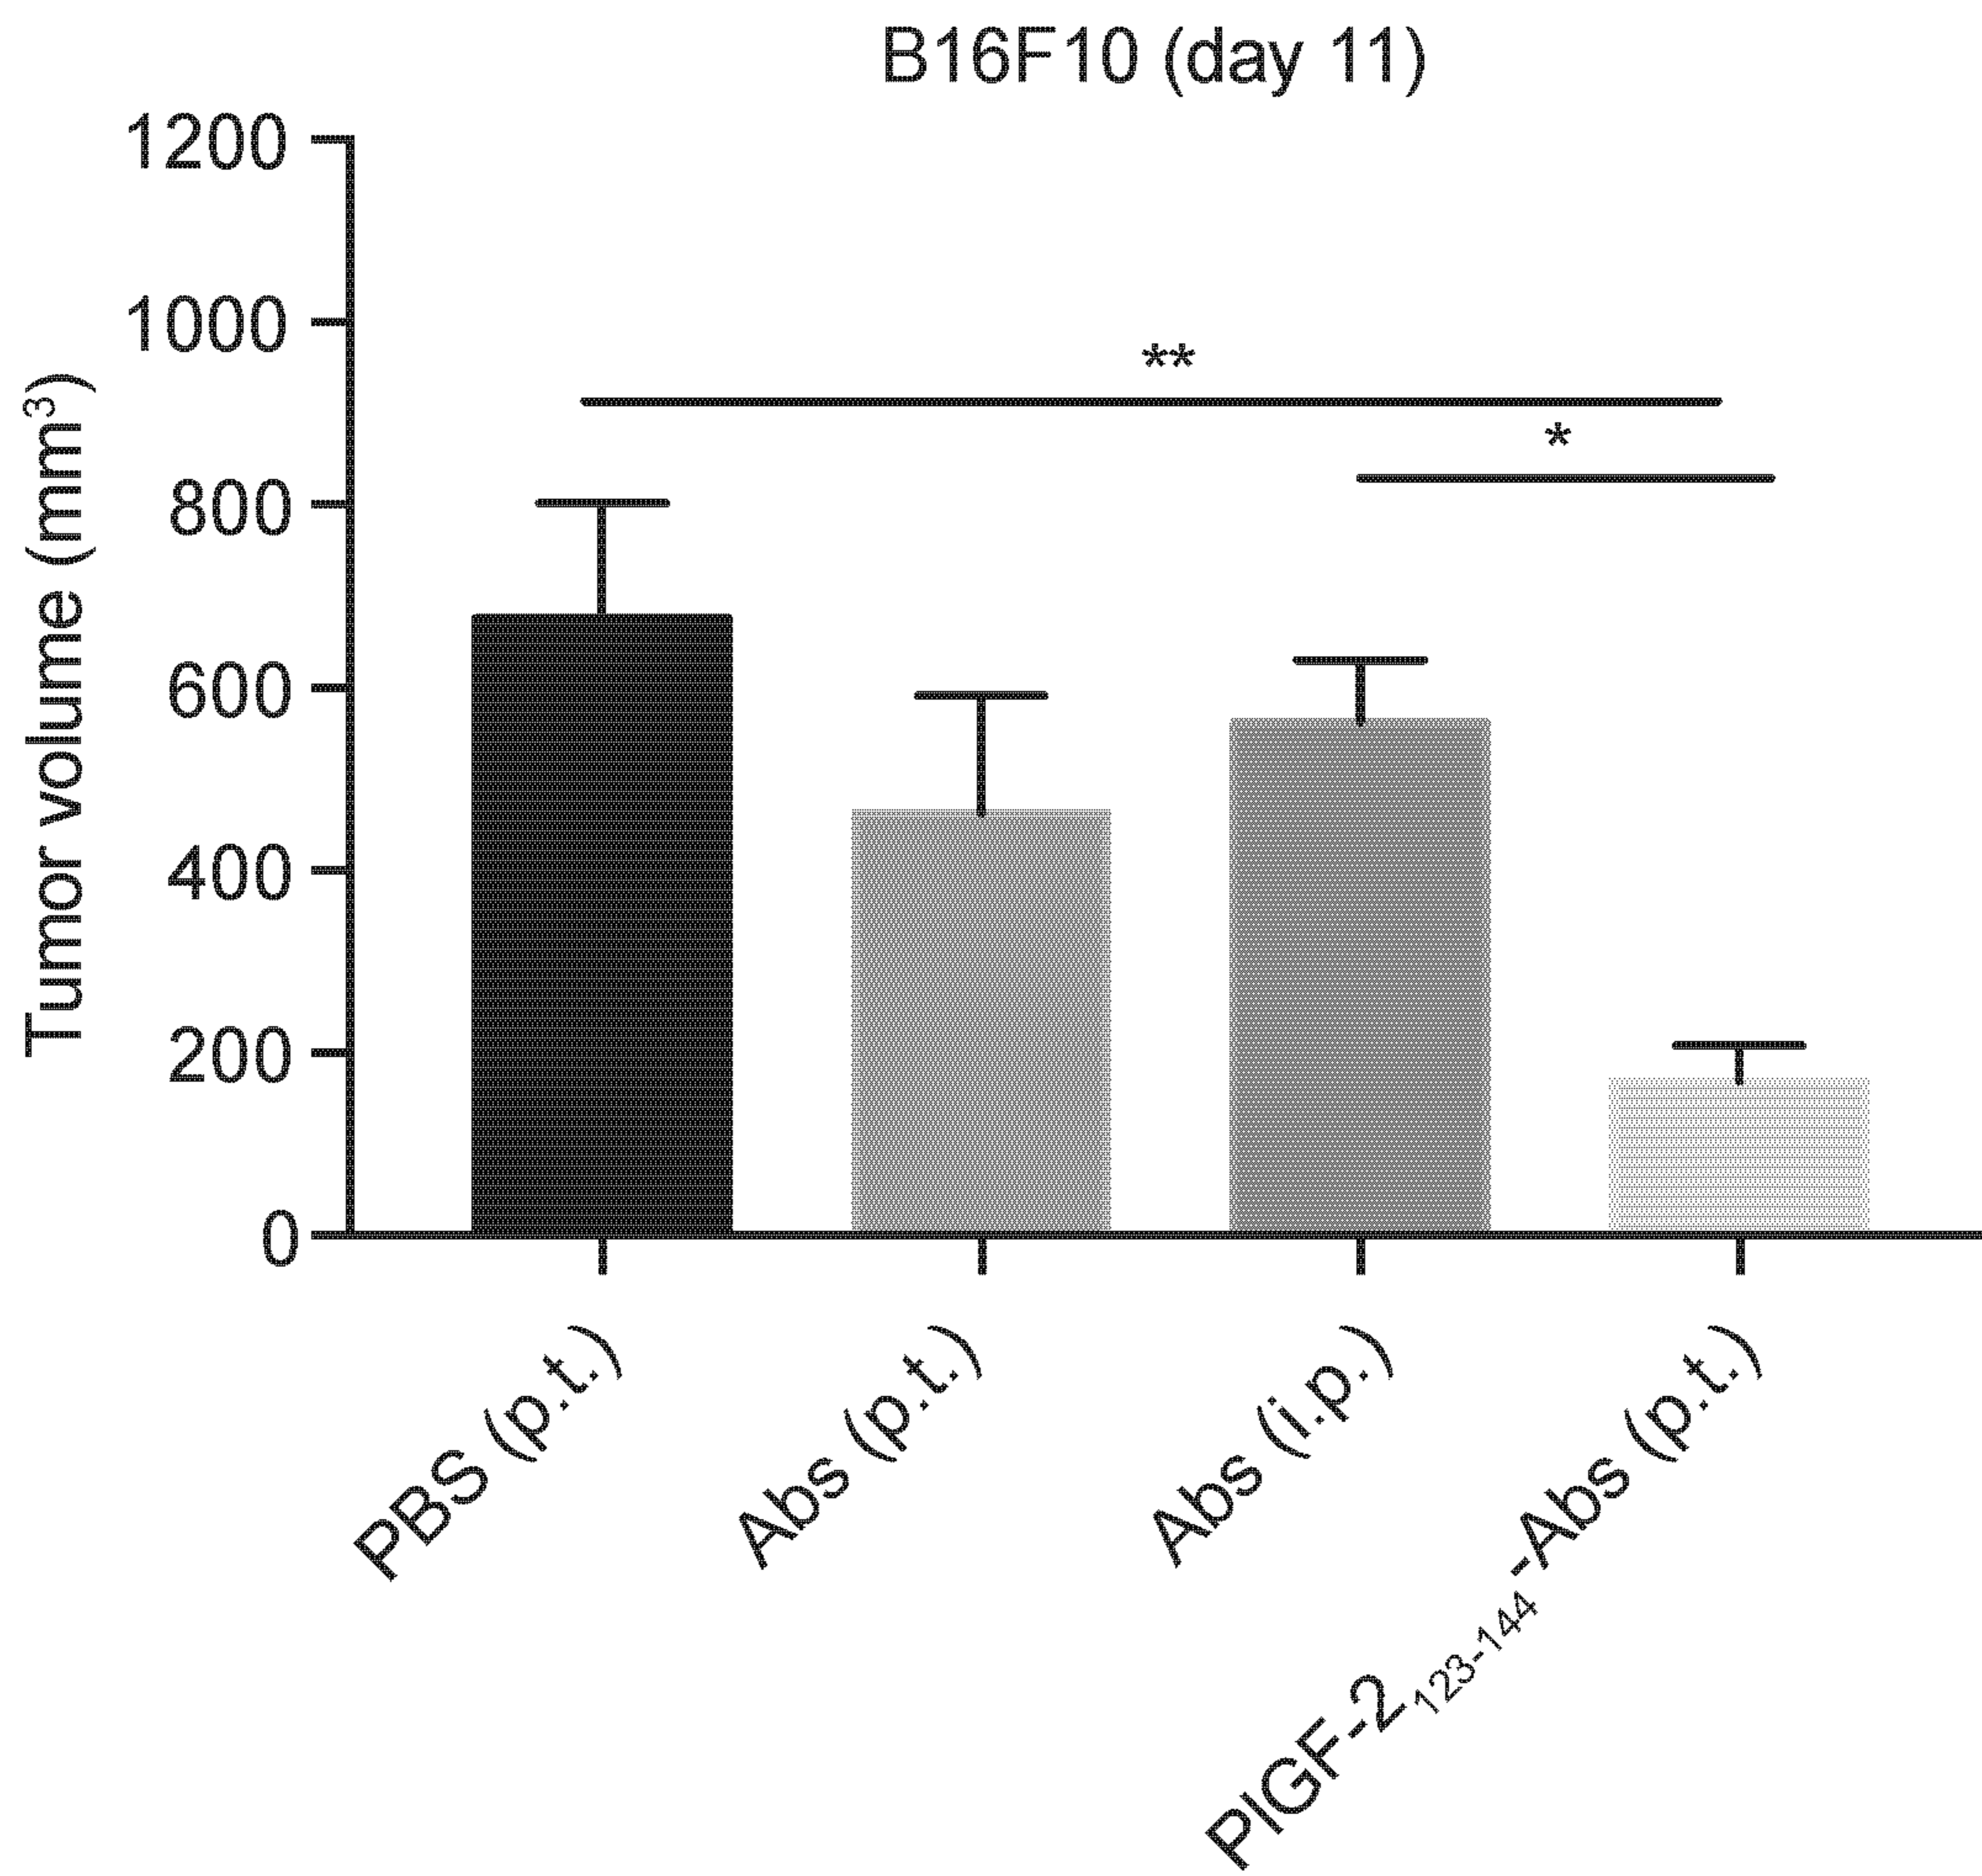 B16F10 (day 11)
Tumor volume (mm³)
1200
1000
800
600
400
200
0
**
*
PBS (p.t.)
Abs (p.t.)
Abs (i.p.)
PlGF-2₁₂₃₋₁₄₄-Abs (p.t.)